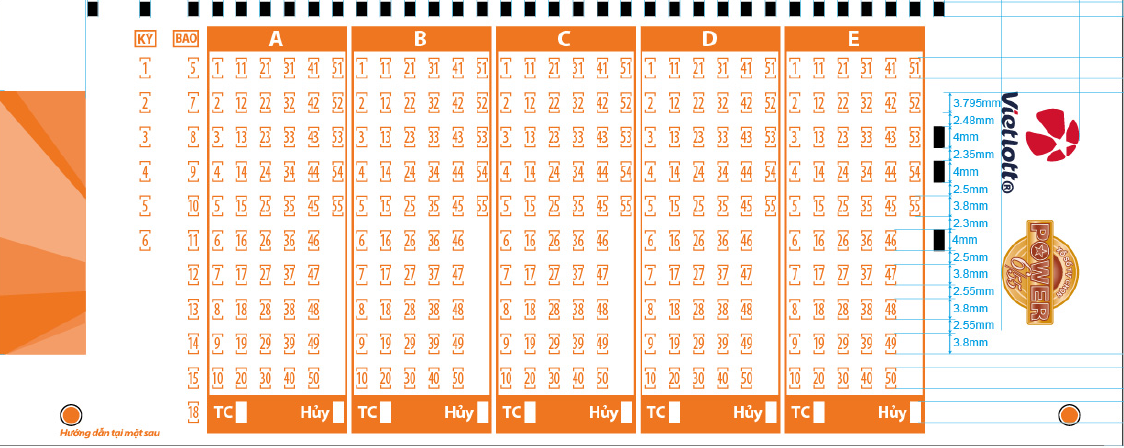 KỲ BAO A B C D E
1 5 1 11 21 31 41 51 1 11 21 31 41 51 1 11 21 31 41 51 1 11 21 31 41 51 1 11 21 31 41 51
2 7 2 12 22 32 42 52 2 12 22 32 42 52 2 12 22 32 42 52 2 12 22 32 42 52 2 12 22 32 42 52
3 8 3 13 23 33 43 53 3 13 23 33 43 53 3 13 23 33 43 53 3 13 23 33 43 53 3 13 23 33 43 53
4 9 4 14 24 34 44 54 4 14 24 34 44 54 4 14 24 34 44 54 4 14 24 34 44 54 4 14 24 34 44 54
5 10 5 15 25 35 45 55 5 15 25 35 45 55 5 15 25 35 45 55 5 15 25 35 45 55 5 15 25 35 45 55
6 11 6 16 26 36 46 6 16 26 36 46 6 16 26 36 46 6 16 26 36 46 6 16 26 36 46
12 7 17 27 37 47 7 17 27 37 47 7 17 27 37 47 7 17 27 37 47 7 17 27 37 47
13 8 18 28 38 48 8 18 28 38 48 8 18 28 38 48 8 18 28 38 48 8 18 28 38 48
14 9 19 29 39 49 9 19 29 39 49 9 19 29 39 49 9 19 29 39 49 9 19 29 39 49
15 10 20 30 40 50 10 20 30 40 50 10 20 30 40 50 10 20 30 40 50 10 20 30 40 50
18 TC Hủy TC Hủy TC Hủy TC Hủy TC Hủy
Hướng dẫn tại mặt sau
3.795mm
2.48mm
4mm
2.35mm
4mm
2.5mm
3.8mm
2.3mm
4mm
2.5mm
3.8mm
2.55mm
3.8mm
2.55mm
3.8mm
Vietlott®
POWER
6/55